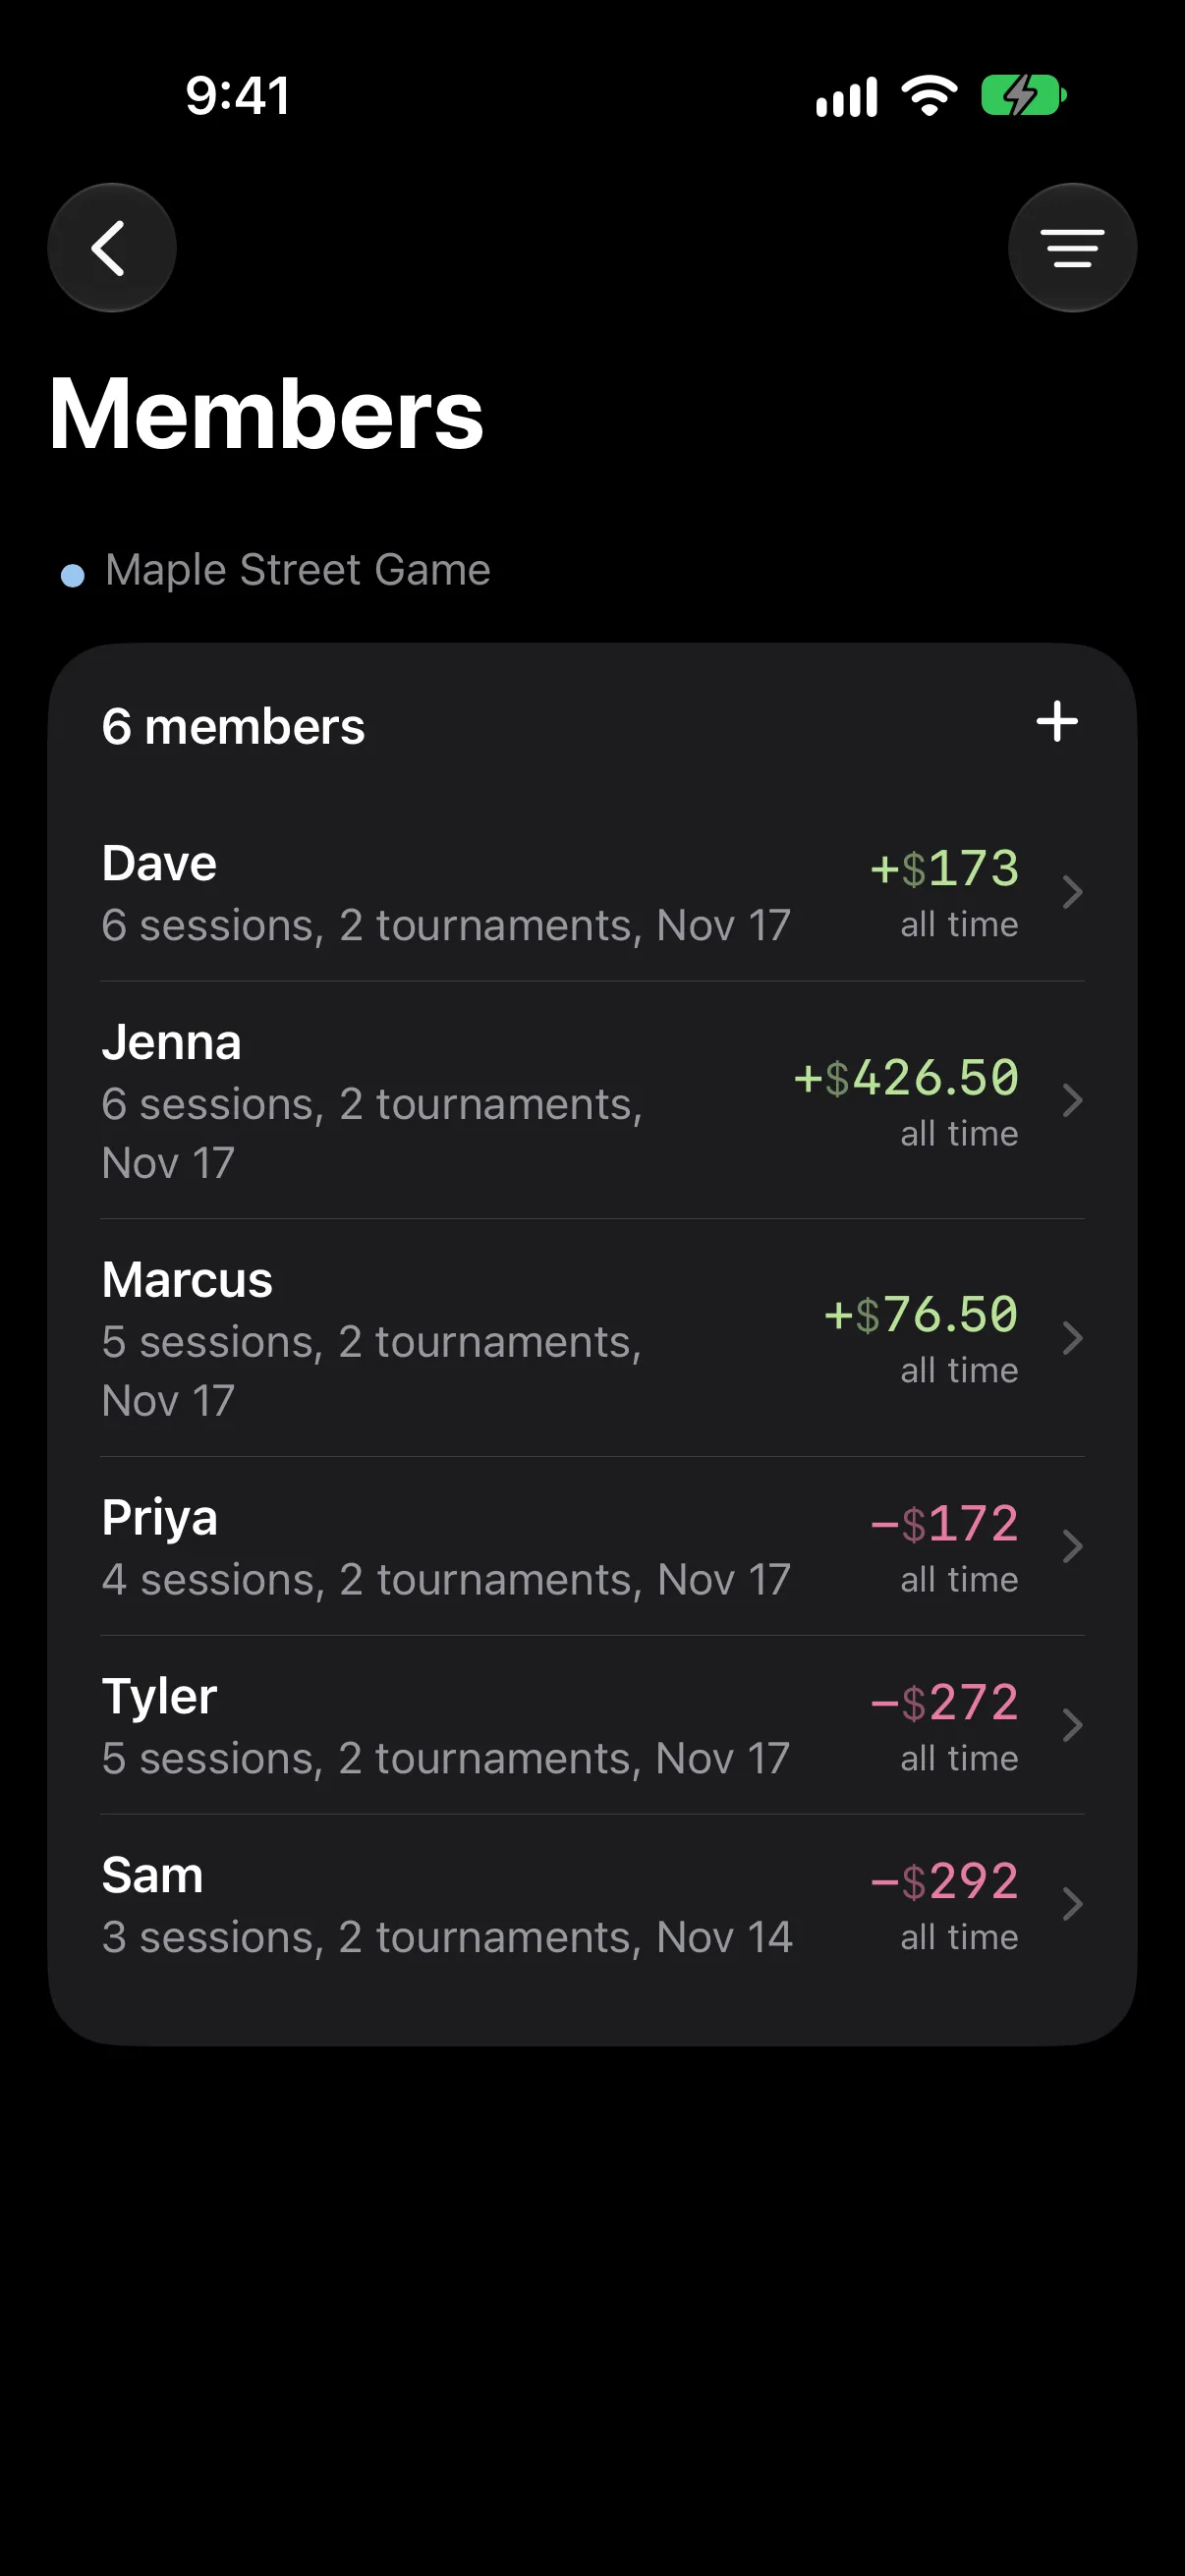 9:41
Members
Maple Street Game
6 members
Dave
+$173
6 sessions, 2 tournaments, Nov 17
all time
Jenna
+$426.50
6 sessions, 2 tournaments,
Nov 17
all time
Marcus
+$76.50
5 sessions, 2 tournaments,
Nov 17
all time
Priya
−$172
4 sessions, 2 tournaments, Nov 17
all time
Tyler
−$272
5 sessions, 2 tournaments, Nov 17
all time
Sam
−$292
3 sessions, 2 tournaments, Nov 14
all time